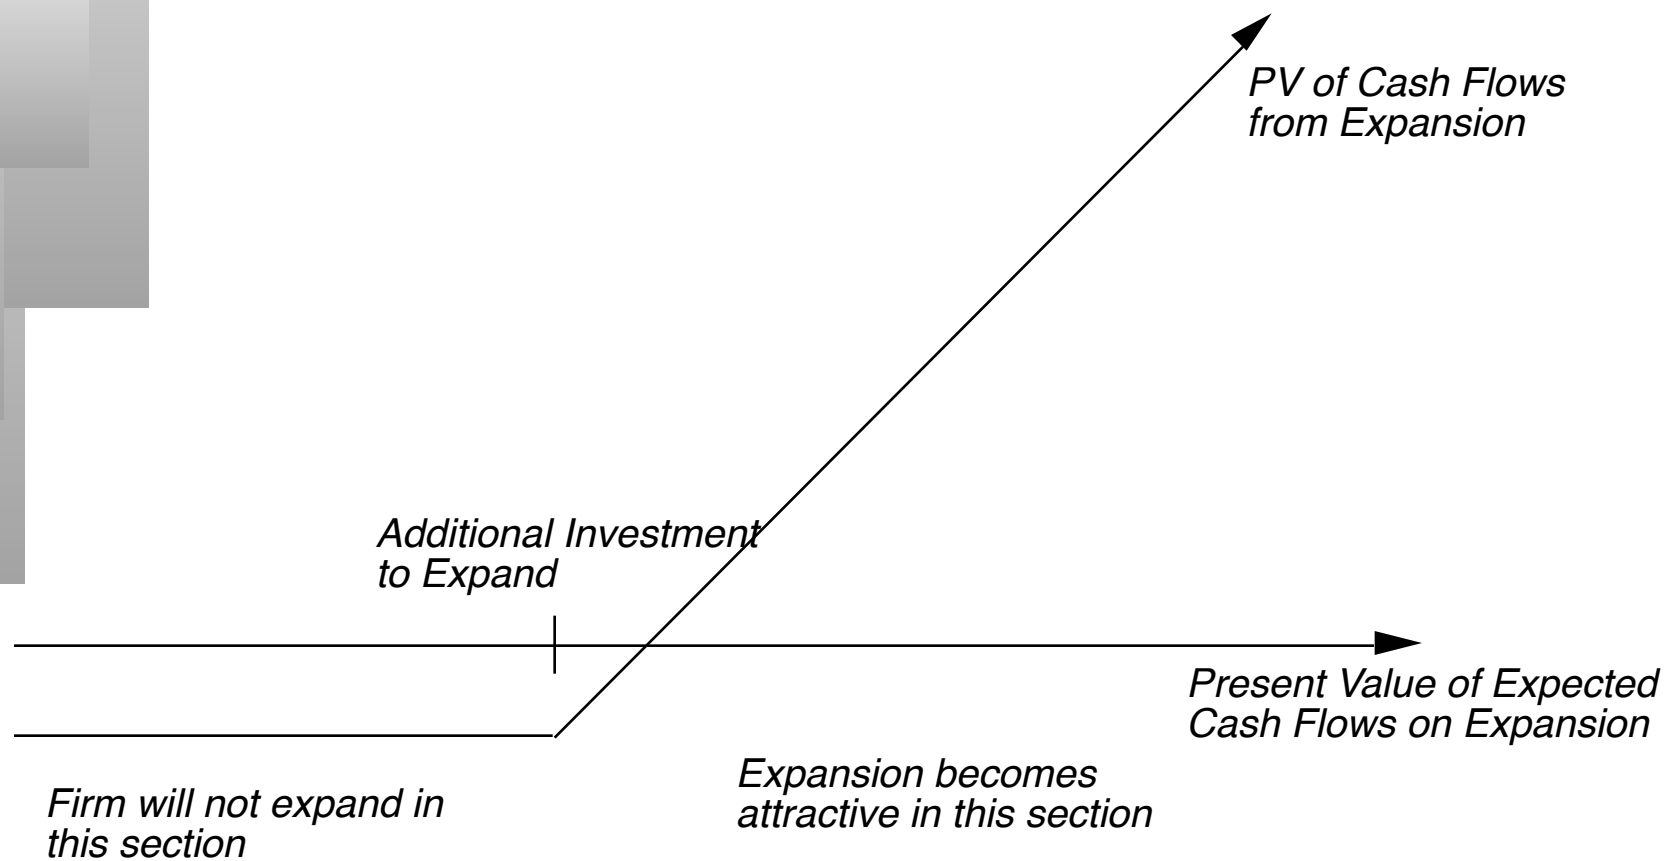 PV of Cash Flows
from Expansion
Additional Investment
to Expand
Present Value of Expected
Cash Flows on Expansion
Expansion becomes
attractive in this section
Firm will not expand in
this section